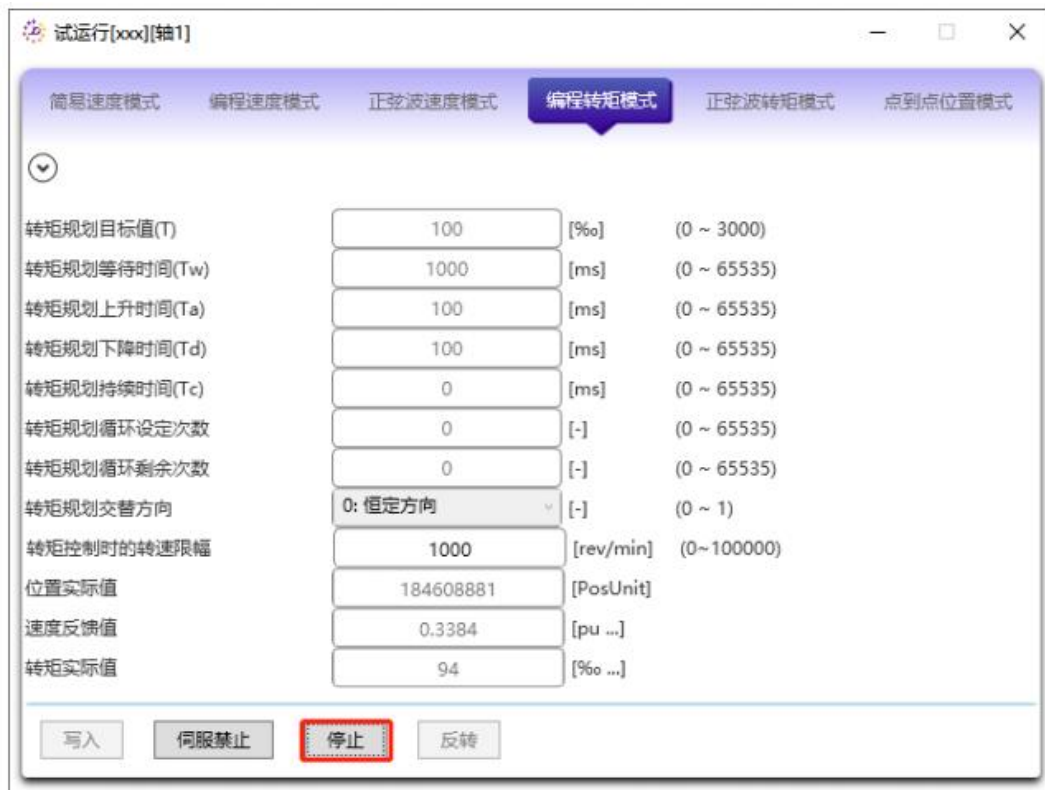 试运行[xxx][轴1]
简易速度模式 编程速度模式 正弦波速度模式 编程转矩模式 正弦波转矩模式 点到点位置模式
转矩规划目标值(T) 100 [‰] (0 ~ 3000)
转矩规划等待时间(Tw) 1000 [ms] (0 ~ 65535)
转矩规划上升时间(Ta) 100 [ms] (0 ~ 65535)
转矩规划下降时间(Td) 100 [ms] (0 ~ 65535)
转矩规划持续时间(Tc) 0 [ms] (0 ~ 65535)
转矩规划循环设定次数 0 [-] (0 ~ 65535)
转矩规划循环剩余次数 0 [-] (0 ~ 65535)
转矩规划交替方向 0: 恒定方向 [-] (0 ~ 1)
转矩控制时的转速限幅 1000 [rev/min] (0~100000)
位置实际值 184608881 [PosUnit]
速度反馈值 0.3384 [pu ...]
转矩实际值 94 [‰ ...]
写入 伺服禁止 停止 反转